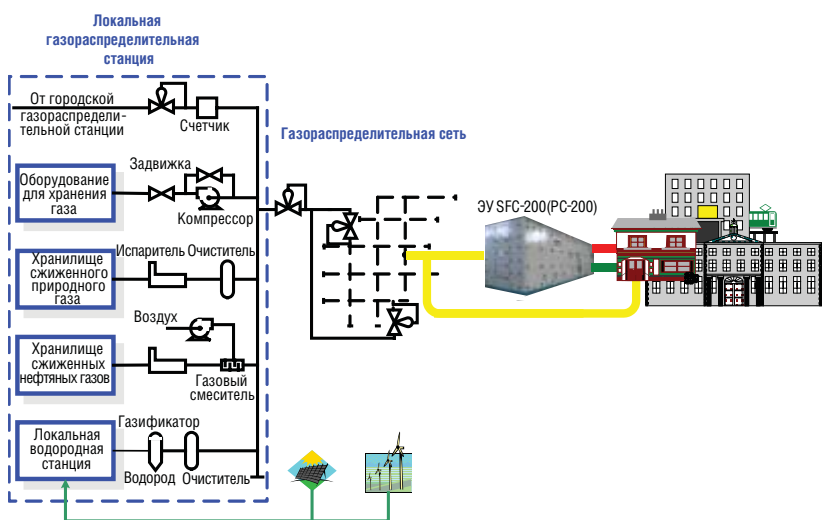 Локальная
газораспределительная
станция
От городской
газораспредели-
тельной станции
Счетчик
Газораспределительная сеть
Задвижка
Оборудование
для хранения
газа
Компрессор
ЭУ SFC-200(PC-200)
Испаритель Очиститель
Хранилище
сжиженного
природного
газа
Воздух
Хранилище
сжиженных
нефтяных газов
Газовый
смеситель
Газификатор
Локальная
водородная
станция
Водород
Очиститель